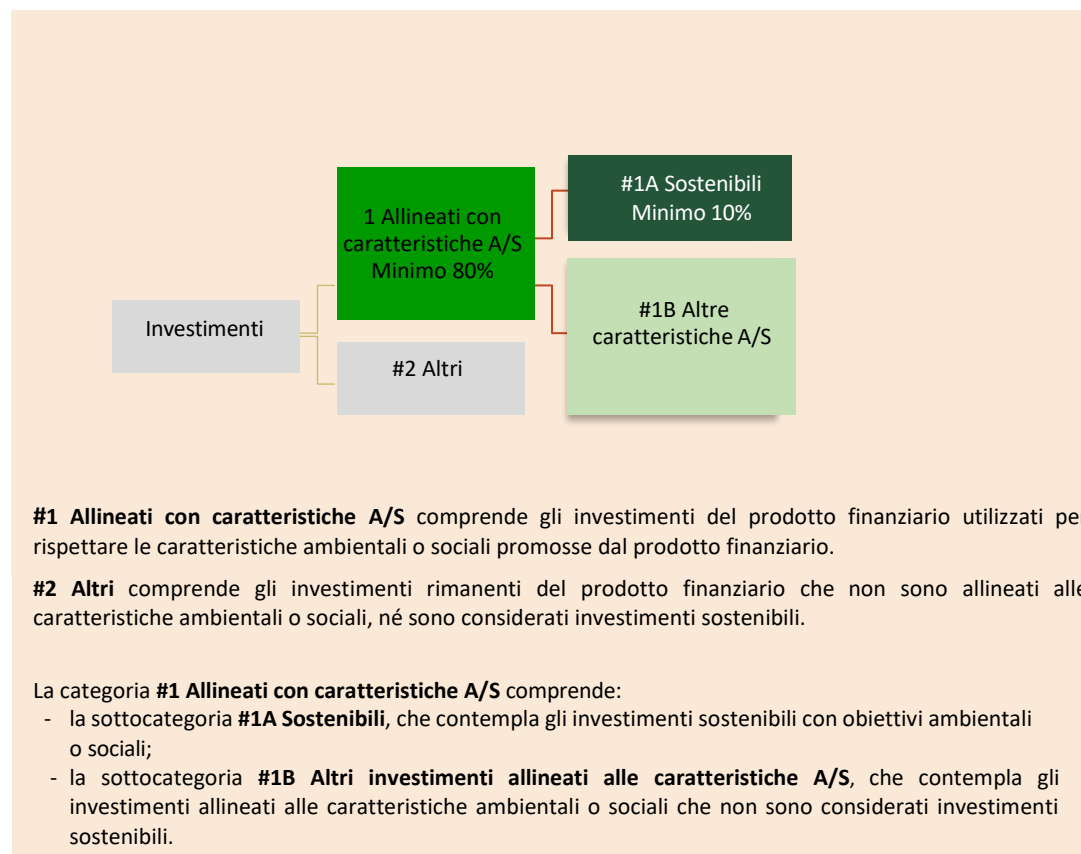 #1A Sostenibili
Minimo 10%
1 Allineati con
caratteristiche A/S
Minimo 80%
#1B Altre
caratteristiche A/S
Investimenti
#2 Altri
#1 Allineati con caratteristiche A/S comprende gli investimenti del prodotto finanziario utilizzati per
rispettare le caratteristiche ambientali o sociali promosse dal prodotto finanziario.
#2 Altri comprende gli investimenti rimanenti del prodotto finanziario che non sono allineati alle
caratteristiche ambientali o sociali, né sono considerati investimenti sostenibili.
La categoria #1 Allineati con caratteristiche A/S comprende:
- la sottocategoria #1A Sostenibili, che contempla gli investimenti sostenibili con obiettivi ambientali
o sociali;
- la sottocategoria #1B Altri investimenti allineati alle caratteristiche A/S, che contempla gli
investimenti allineati alle caratteristiche ambientali o sociali che non sono considerati investimenti
sostenibili.